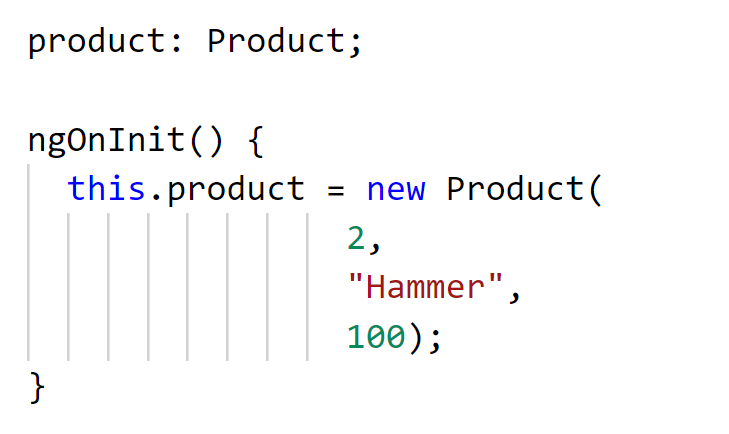 product: Product;
ngOnInit() {
this.product = new Product(
2,
"Hammer",
100);
}